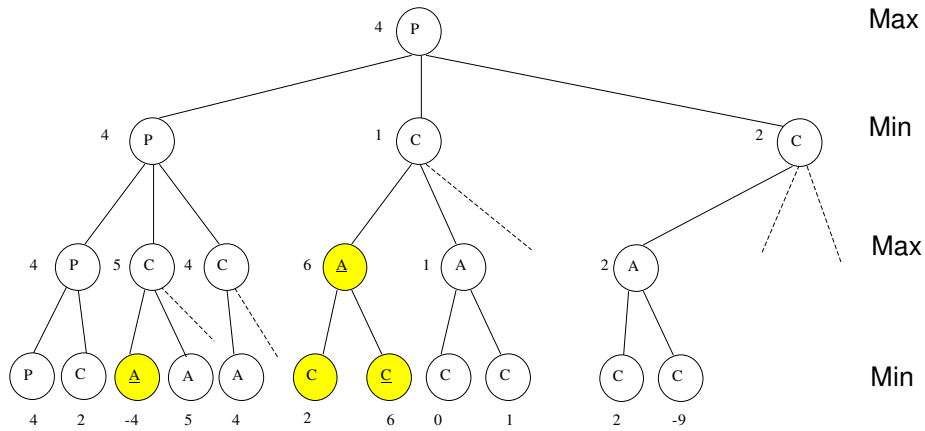 4 P Max
4 P 1 C 2 C Min
4 P 5 C 4 C 6 A 1 A 2 A Max
P C A A A C C C C C C Min
4 2 -4 5 4 2 6 0 1 2 -9